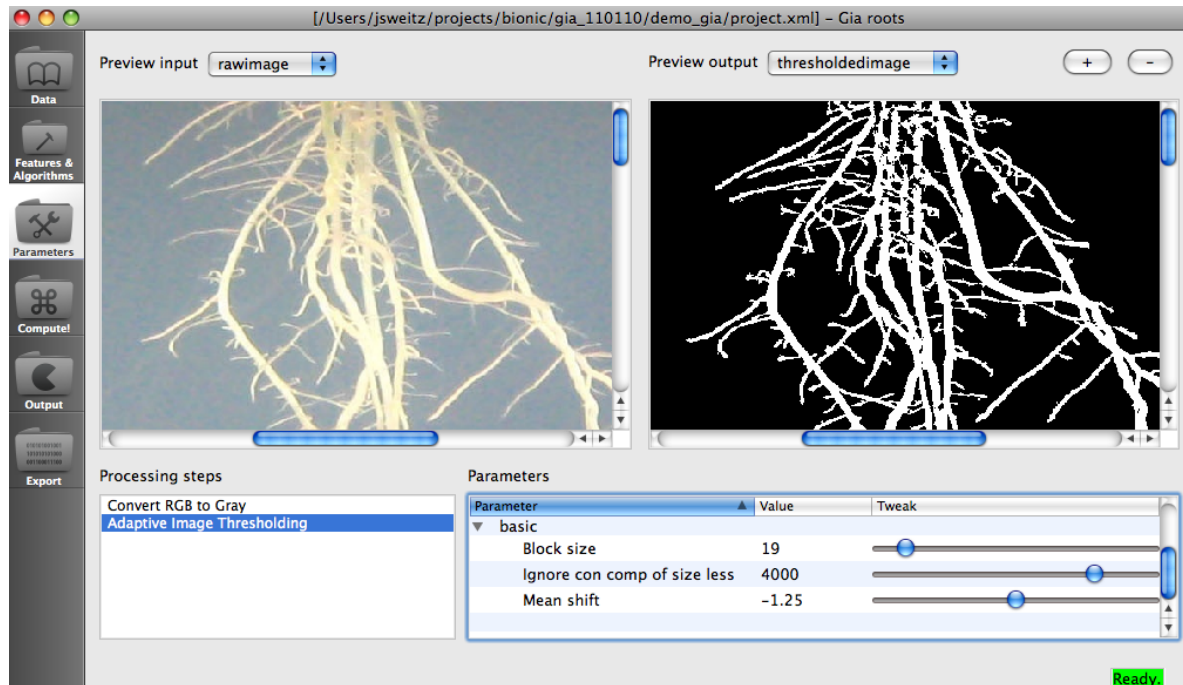 [/Users/jsweitz/projects/bionic/gia_110110/demo_gia/project.xml] – Gia roots
Data
Features &
Algorithms
Parameters
Compute!
Output
Export
Preview input rawimage
Preview output thresholdedimage + -
Processing steps
Convert RGB to Gray
Adaptive Image Thresholding
Parameters
Parameter Value Tweak
basic
Block size 19
Ignore con comp of size less 4000
Mean shift -1.25
Ready.